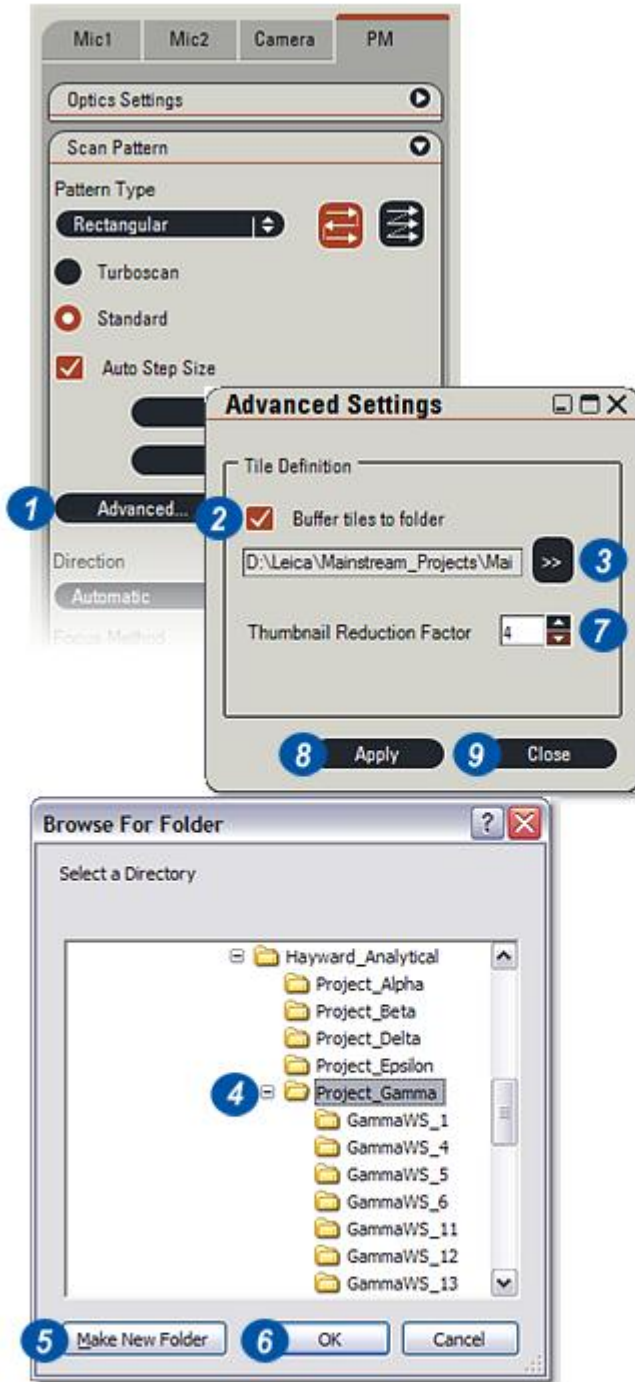 Mic1 Mic2 Camera PM
Optics Settings
Scan Pattern
Pattern Type
Rectangular
Turboscan
Standard
Auto Step Size
1 Advanced...
Direction
Automatic
Focus Method
Advanced Settings
Tile Definition
2 Buffer tiles to folder
D:\Leica\Mainstream_Projects\Mai >> 3
Thumbnail Reduction Factor 4 7
8 Apply 9 Close
Browse For Folder
Select a Directory
Hayward_Analytical
Project_Alpha
Project_Beta
Project_Delta
Project_Epsilon
4 Project_Gamma
GammaWS_1
GammaWS_4
GammaWS_5
GammaWS_6
GammaWS_11
GammaWS_12
GammaWS_13
5 Make New Folder 6 OK Cancel